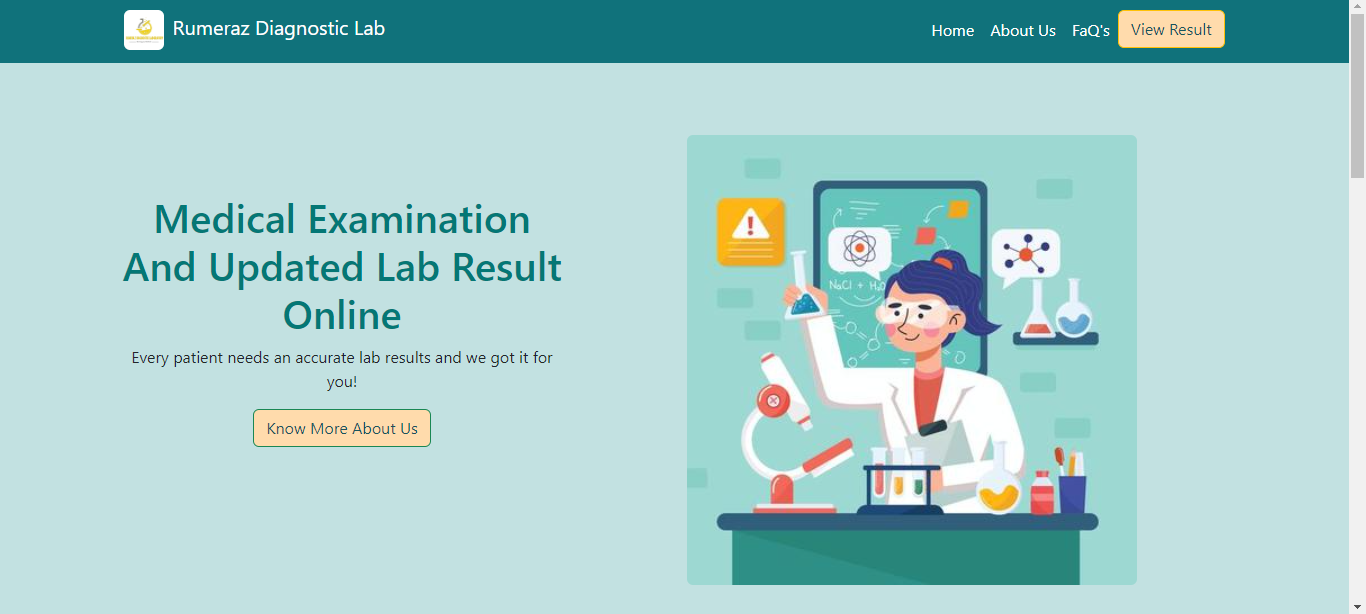 Rumeraz Diagnostic Lab
Home
About Us
FaQ's
View Result
Medical Examination
And Updated Lab Result
Online
Every patient needs an accurate lab results and we got it for
you!
Know More About Us
NaCl + H₂O